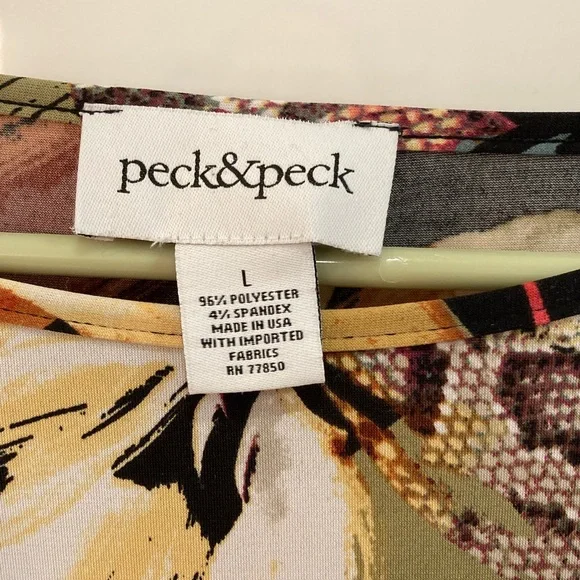 peck&peck
L
96% POLYESTER
4% SPANDEX
MADE IN USA
WITH IMPORTED
FABRICS
RN 77850